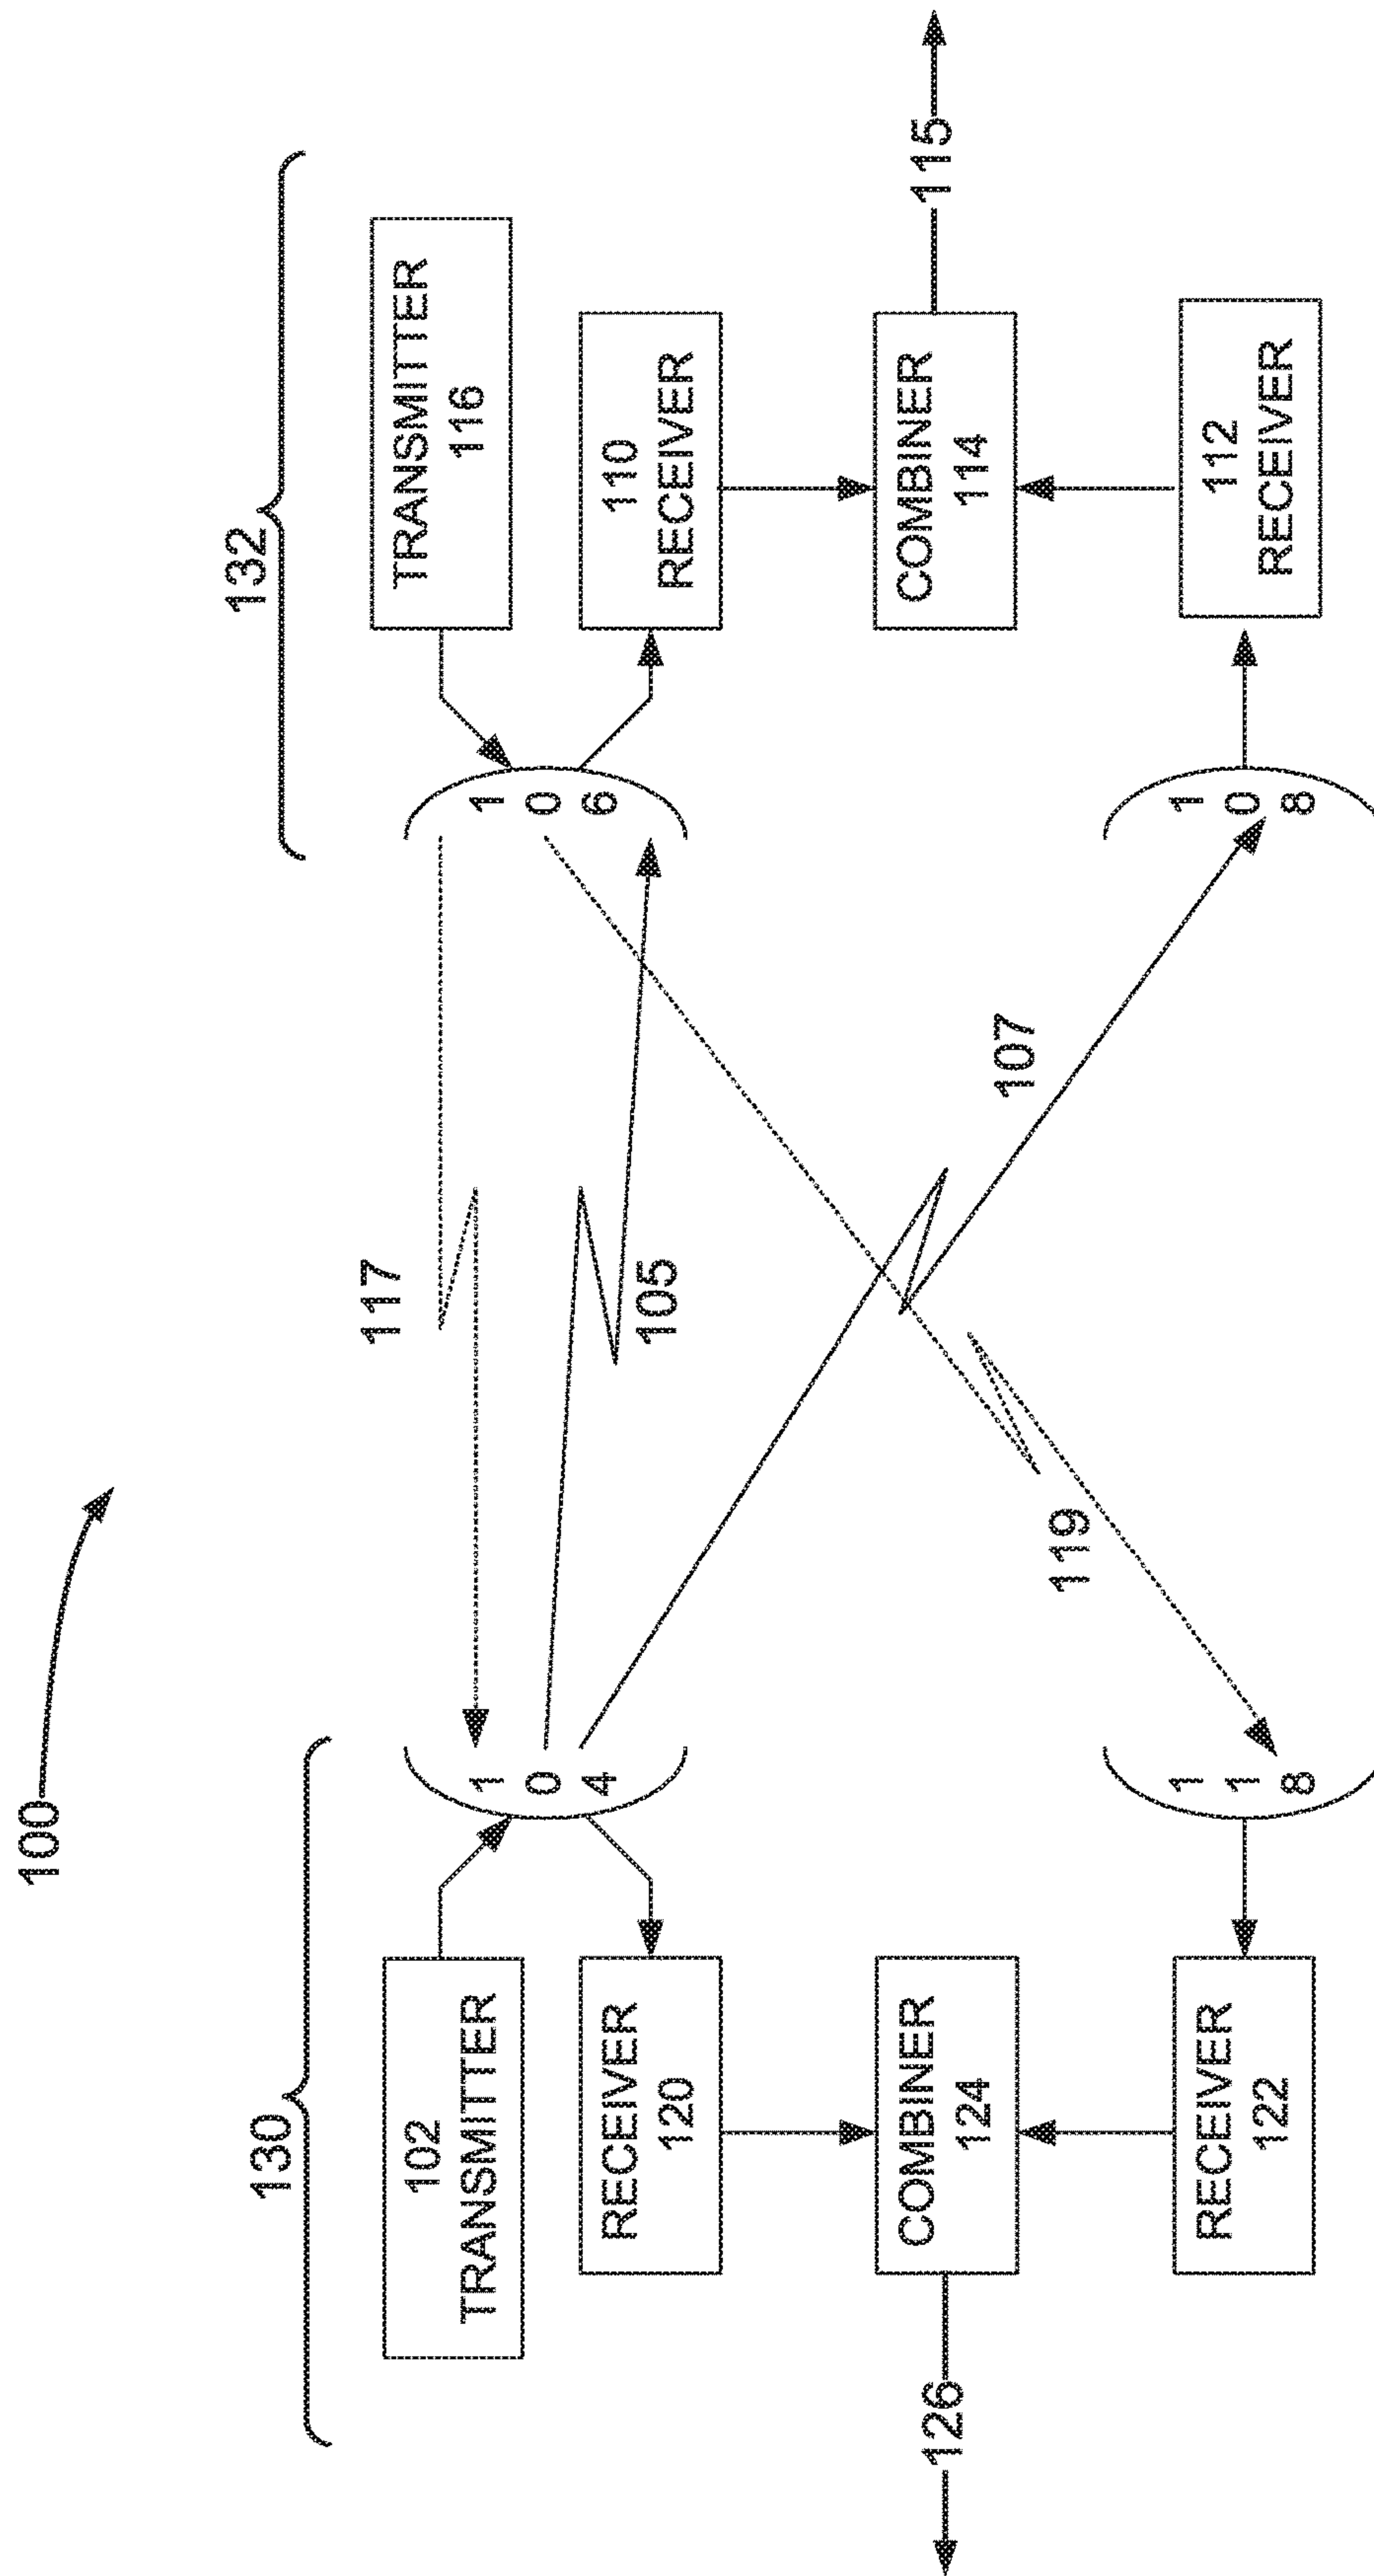 100
130
132
102
TRANSMITTER
TRANSMITTER
116
117
104
106
RECEIVER
120
105
110
RECEIVER
126
COMBINER
124
107
COMBINER
114
115
119
RECEIVER
122
118
108
112
RECEIVER